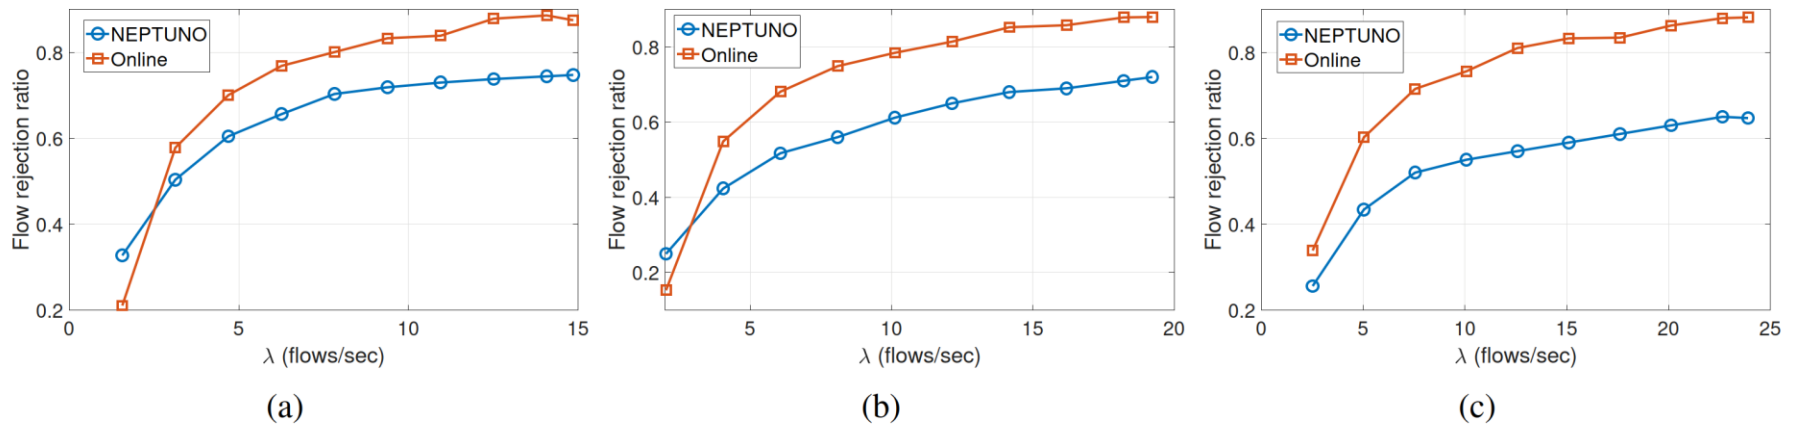 NEPTUNO
Online
Flow rejection ratio
0.8
0.6
0.4
0.2
0
5
10
15
λ (flows/sec)
(a)
NEPTUNO
Online
Flow rejection ratio
0.8
0.6
0.4
0.2
5
10
15
20
λ (flows/sec)
(b)
NEPTUNO
Online
Flow rejection ratio
0.8
0.6
0.4
0.2
0
5
10
15
20
25
λ (flows/sec)
(c)